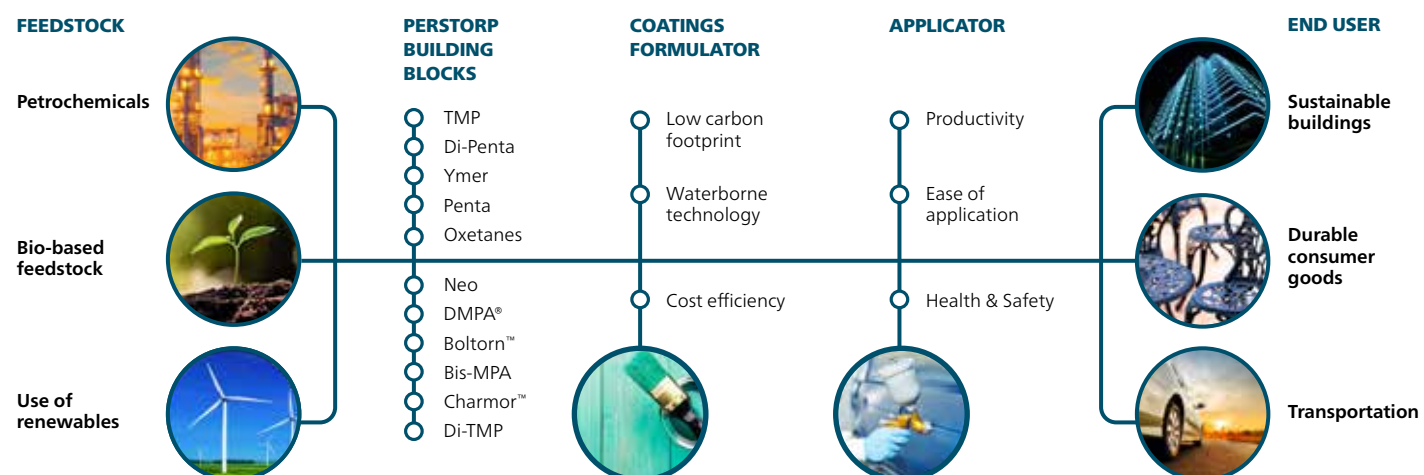 FEEDSTOCK
Petrochemicals
Bio-based
feedstock
Use of
renewables
PERSTORP
BUILDING
BLOCKS
TMP
Di-Penta
Ymer
Penta
Oxetanes
Neo
DMPA®
Boltorn™
Bis-MPA
Charmor™
Di-TMP
COATINGS
FORMULATOR
Low carbon
footprint
Waterborne
technology
Cost efficiency
APPLICATOR
Productivity
Ease of
application
Health & Safety
END USER
Sustainable
buildings
Durable
consumer
goods
Transportation